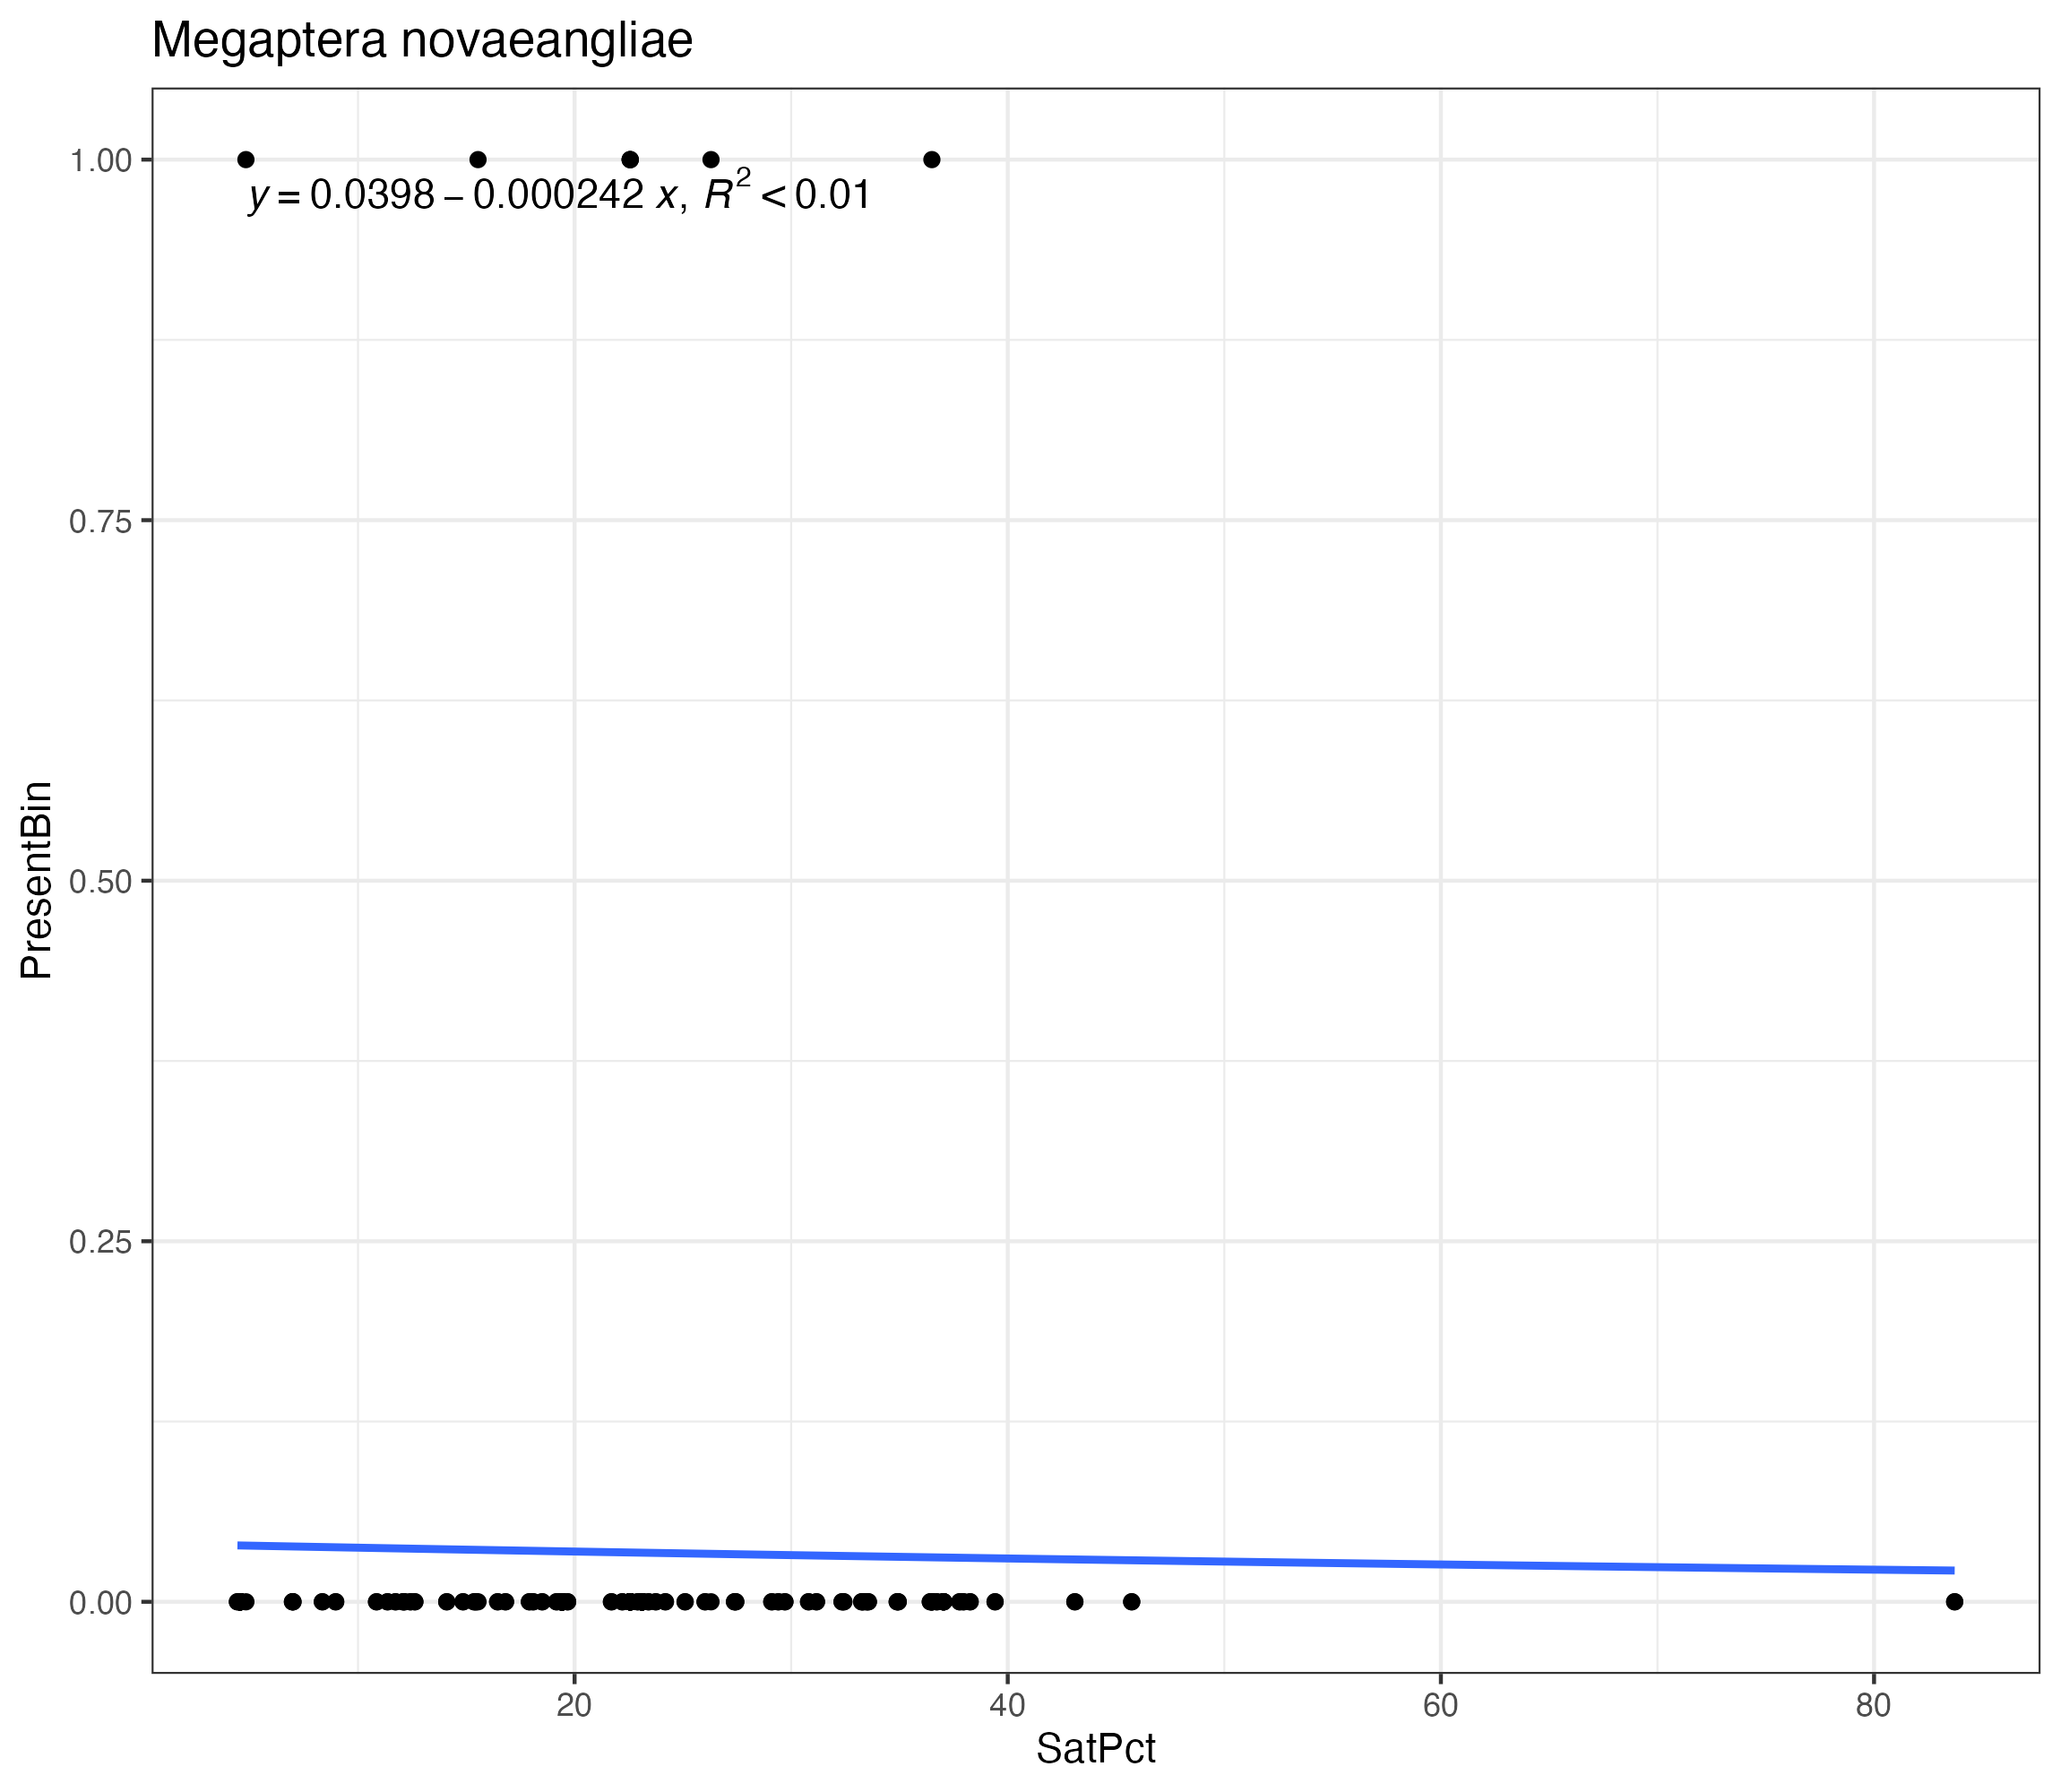 Megaptera novaeangliae
1.00
y = 0.0398 − 0.000242 x, R² < 0.01
0.75
0.50
0.25
0.00
PresentBin
20 40 60 80
SatPct